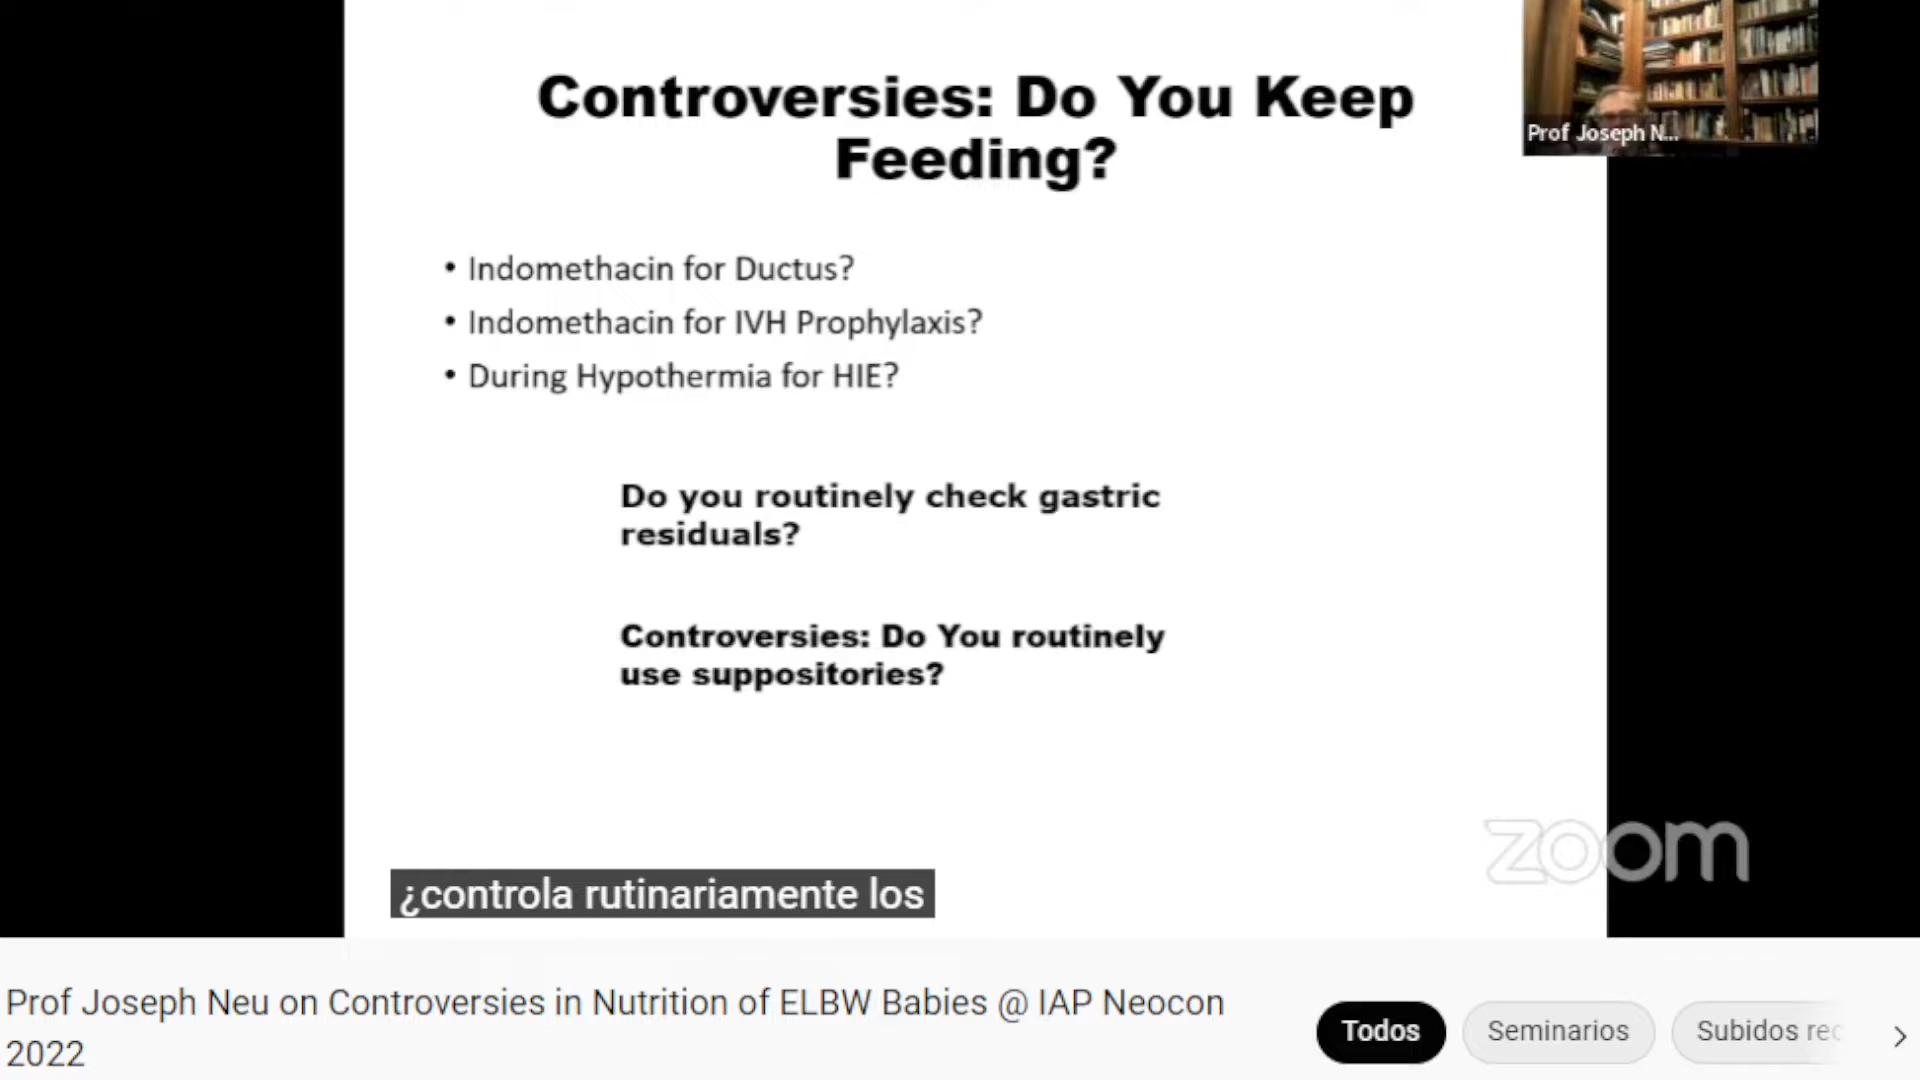 Controversies: Do You Keep
Feeding?
Prof Joseph N...
• Indomethacin for Ductus?
• Indomethacin for IVH Prophylaxis?
• During Hypothermia for HIE?
Do you routinely check gastric
residuals?
Controversies: Do You routinely
use suppositories?
zoom
¿controla rutinariamente los
Prof Joseph Neu on Controversies in Nutrition of ELBW Babies @ IAP Neocon
2022
Todos
Seminarios
Subidos rec